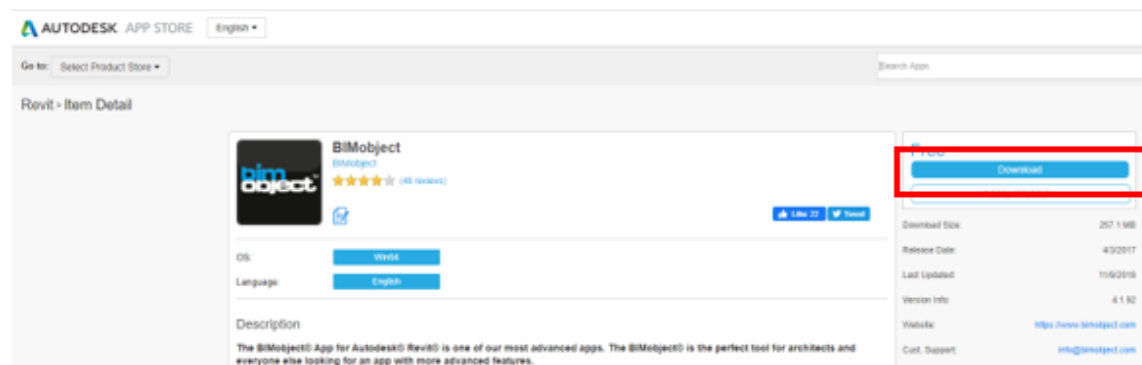 AUTODESK APP STORE English
Go to: Select Product Store Search Apps
Revit > Item Detail
bim
object
BIMobject
BIMobject
(48 reviews)
Like 22 Tweet
OS: Win64
Language: English
Description
The BIMobject© App for Autodesk© Revit© is one of our most advanced apps. The BIMobject© is the perfect tool for architects and
everyone else looking for an app with more advanced features.
Free
Download
Download Size: 257.1 MB
Release Date: 4/3/2017
Last Updated: 11/9/2018
Version Info: 4.1.92
Website: https://www.bimobject.com
Cust. Support: info@bimobject.com